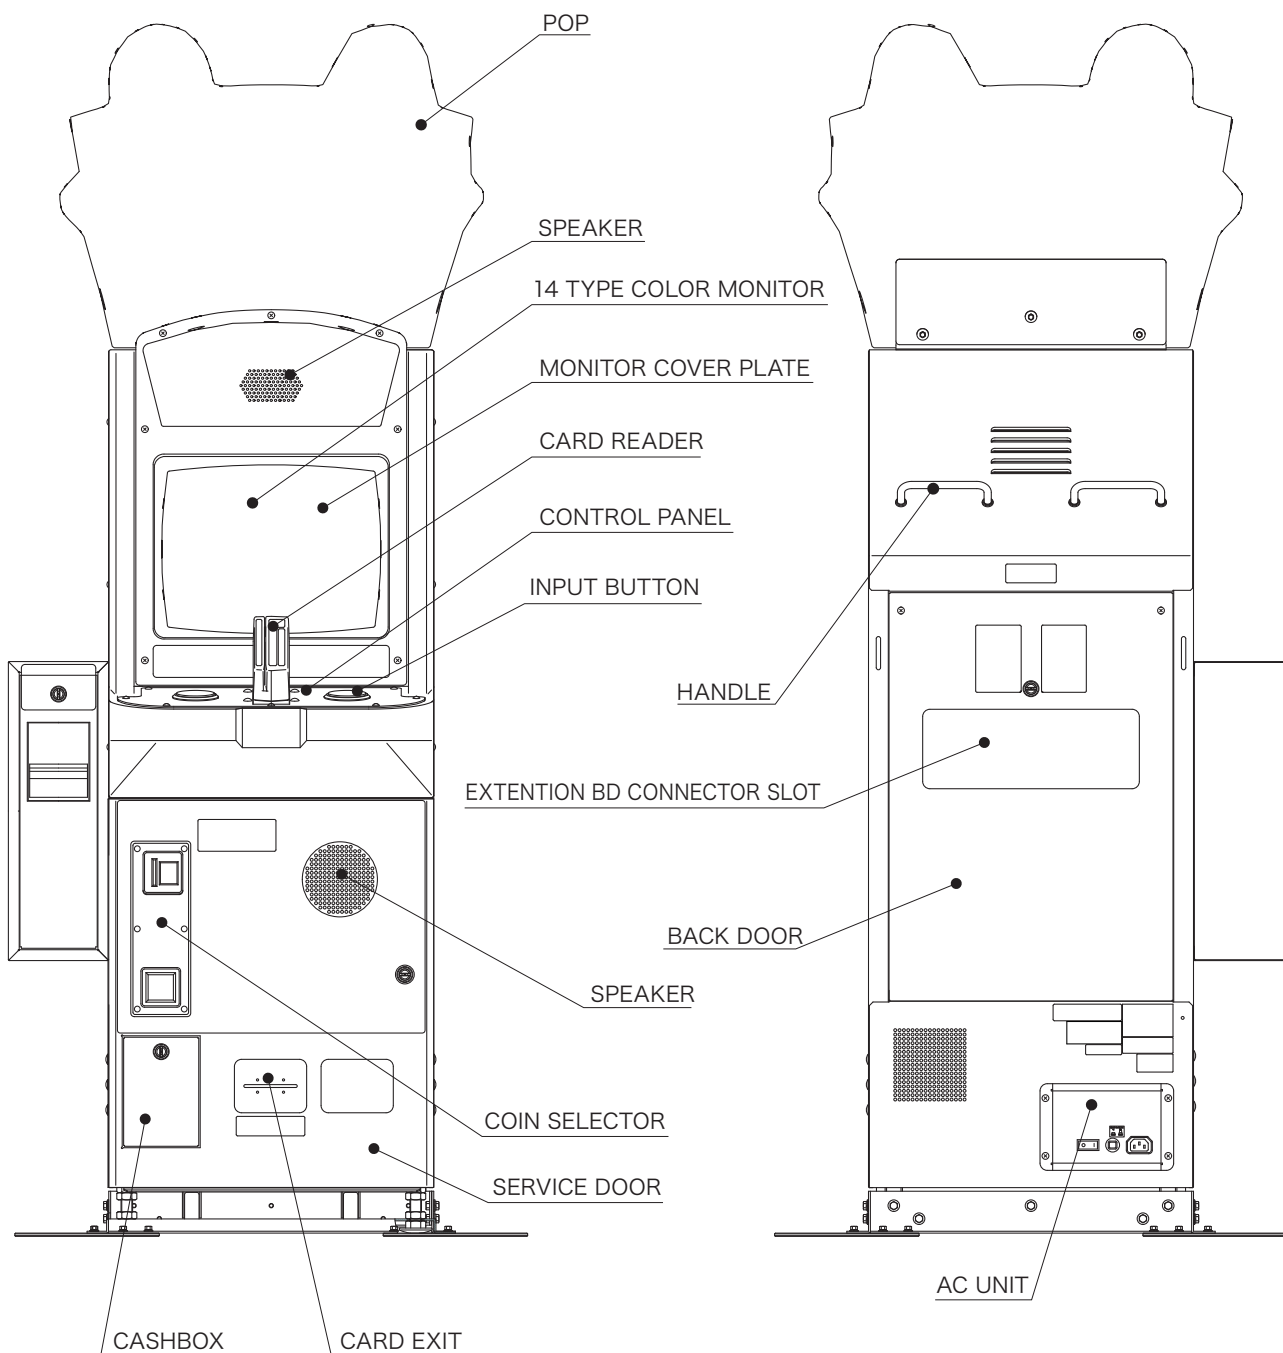 POP
SPEAKER
14 TYPE COLOR MONITOR
MONITOR COVER PLATE
CARD READER
CONTROL PANEL
INPUT BUTTON
HANDLE
EXTENTION BD CONNECTOR SLOT
BACK DOOR
SPEAKER
COIN SELECTOR
SERVICE DOOR
AC UNIT
CASHBOX
CARD EXIT